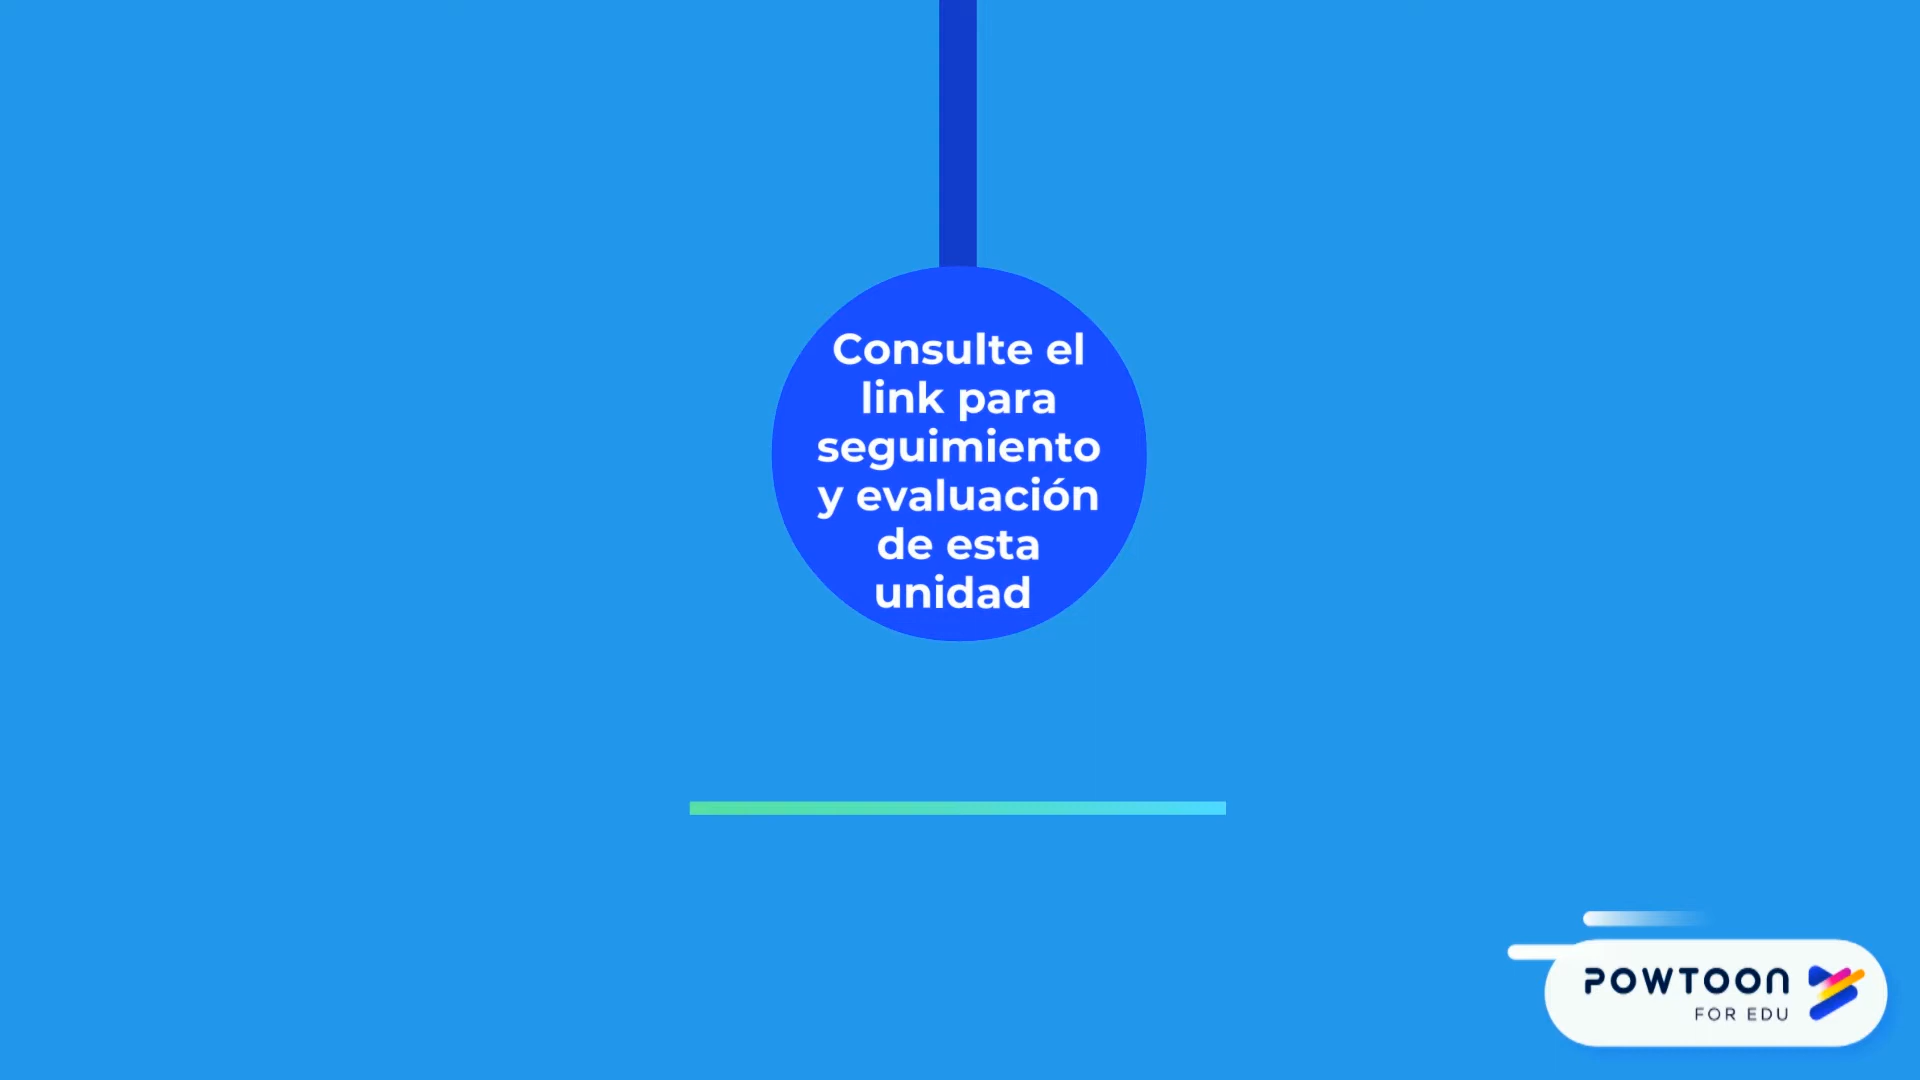 Consulte el
link para
seguimiento
y evaluación
de esta
unidad
POWTOON
FOR EDU